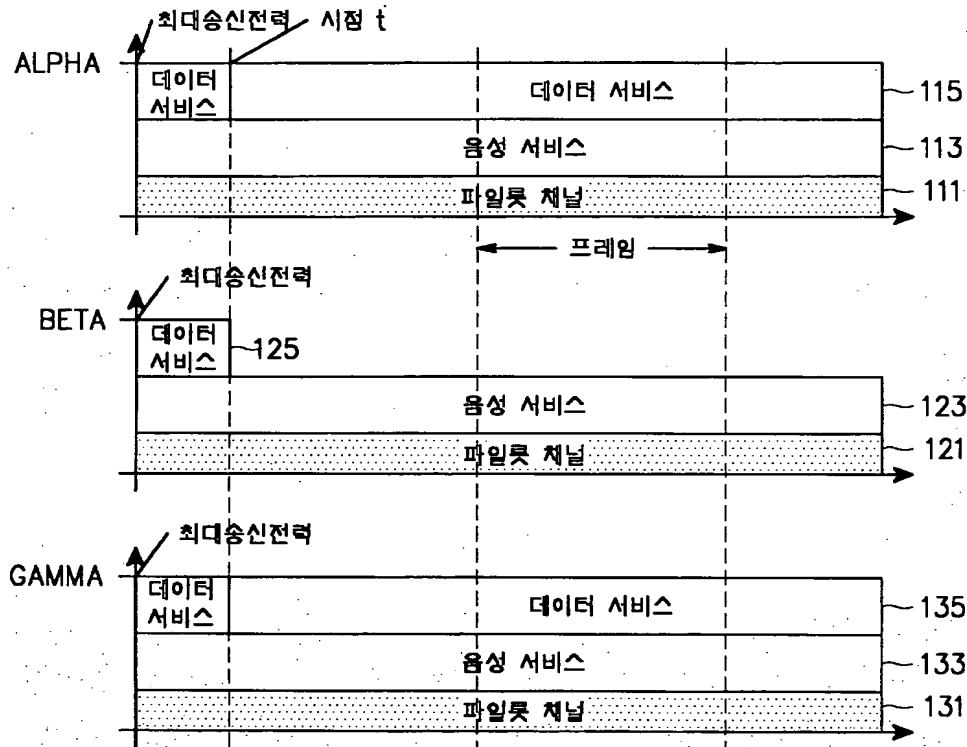 최대송신전력
시점 t
ALPHA
데이터
서비스
데이터 서비스
115
음성 서비스
113
파일롯 채널
111
프레임
최대송신전력
BETA
데이터
서비스
125
음성 서비스
123
파일롯 채널
121
최대송신전력
GAMMA
데이터
서비스
데이터 서비스
135
음성 서비스
133
파일롯 채널
131